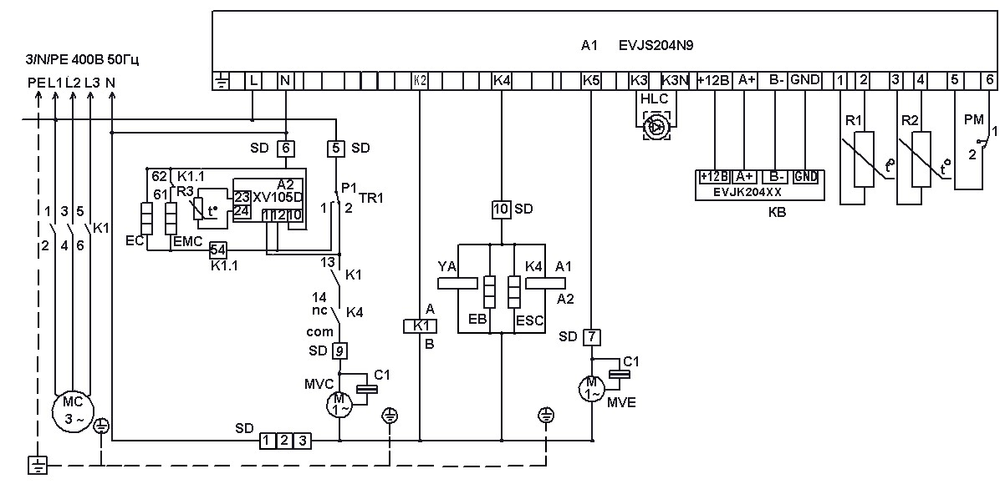 A1 EVJS204N9
3/N/PE 400В 50Гц
PE L1 L2 L3 N
L N K2 K4 K5 K3 K3N +12В A+ B- GND 1 2 3 4 5 6
HLC
R1 R2 PM 1
2
t° t°
SD 6 5 SD
+12В A+ B- GND
EVJK204XX
КВ
62 K1.1 A2
R3 23 XV105D
61 24
t° 1 12 10
P1
TR1
1 2
10 SD
1 3 5
K1
2 4 6
EC EMC 54
K1.1
13
K1
14
nc K4
com
SD 9
YA K4 A1
A2
EB ESC
A
K1
B
SD 7
C1
M
1~
MVE
C1
MVC
M
1~
MC
3~
SD 1 2 3